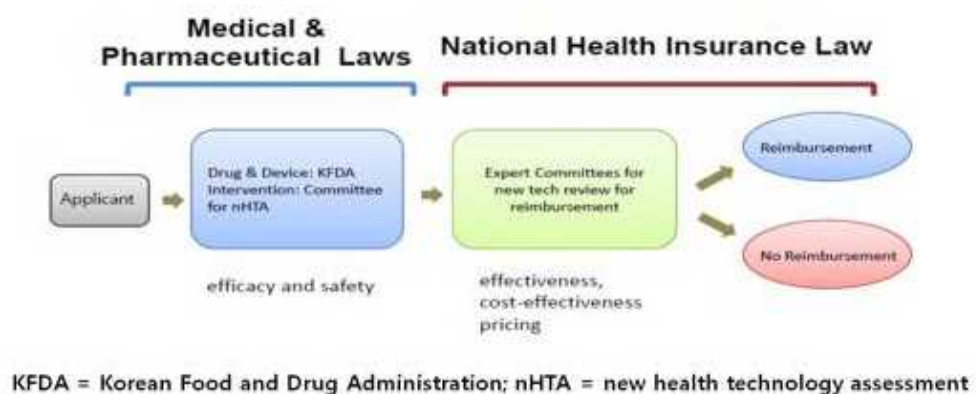 Medical &
Pharmaceutical Laws
National Health Insurance Law
Applicant
Drug & Device: KFDA
Intervention: Committee
for nHTA
efficacy and safety
Expert Committees for
new tech review for
reimbursement
effectiveness,
cost-effectiveness
pricing
Reimbursement
No Reimbursement
KFDA = Korean Food and Drug Administration; nHTA = new health technology assessment